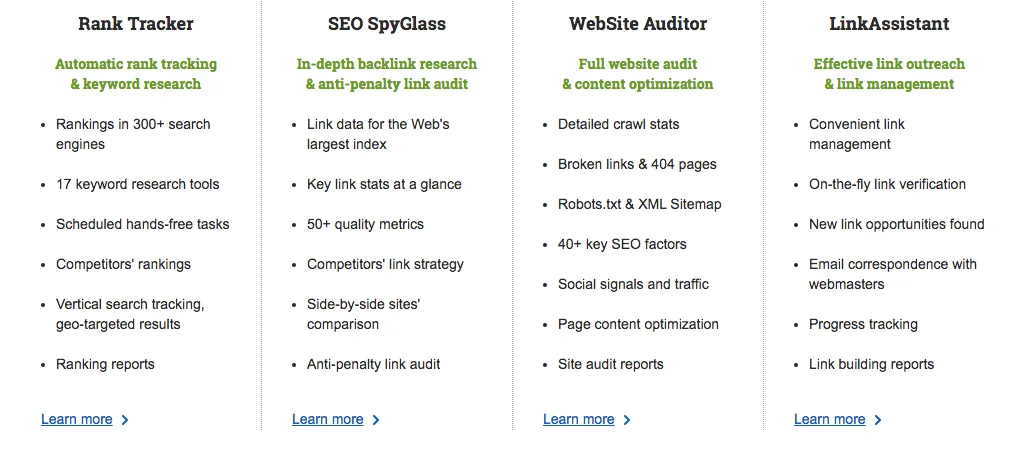 Rank Tracker
Automatic rank tracking
& keyword research
• Rankings in 300+ search
engines
• 17 keyword research tools
• Scheduled hands-free tasks
• Competitors' rankings
• Vertical search tracking,
geo-targeted results
• Ranking reports
Learn more >
SEO SpyGlass
In-depth backlink research
& anti-penalty link audit
• Link data for the Web's
largest index
• Key link stats at a glance
• 50+ quality metrics
• Competitors' link strategy
• Side-by-side sites'
comparison
• Anti-penalty link audit
Learn more >
WebSite Auditor
Full website audit
& content optimization
• Detailed crawl stats
• Broken links & 404 pages
• Robots.txt & XML Sitemap
• 40+ key SEO factors
• Social signals and traffic
• Page content optimization
• Site audit reports
Learn more >
LinkAssistant
Effective link outreach
& link management
• Convenient link
management
• On-the-fly link verification
• New link opportunities found
• Email correspondence with
webmasters
• Progress tracking
• Link building reports
Learn more >